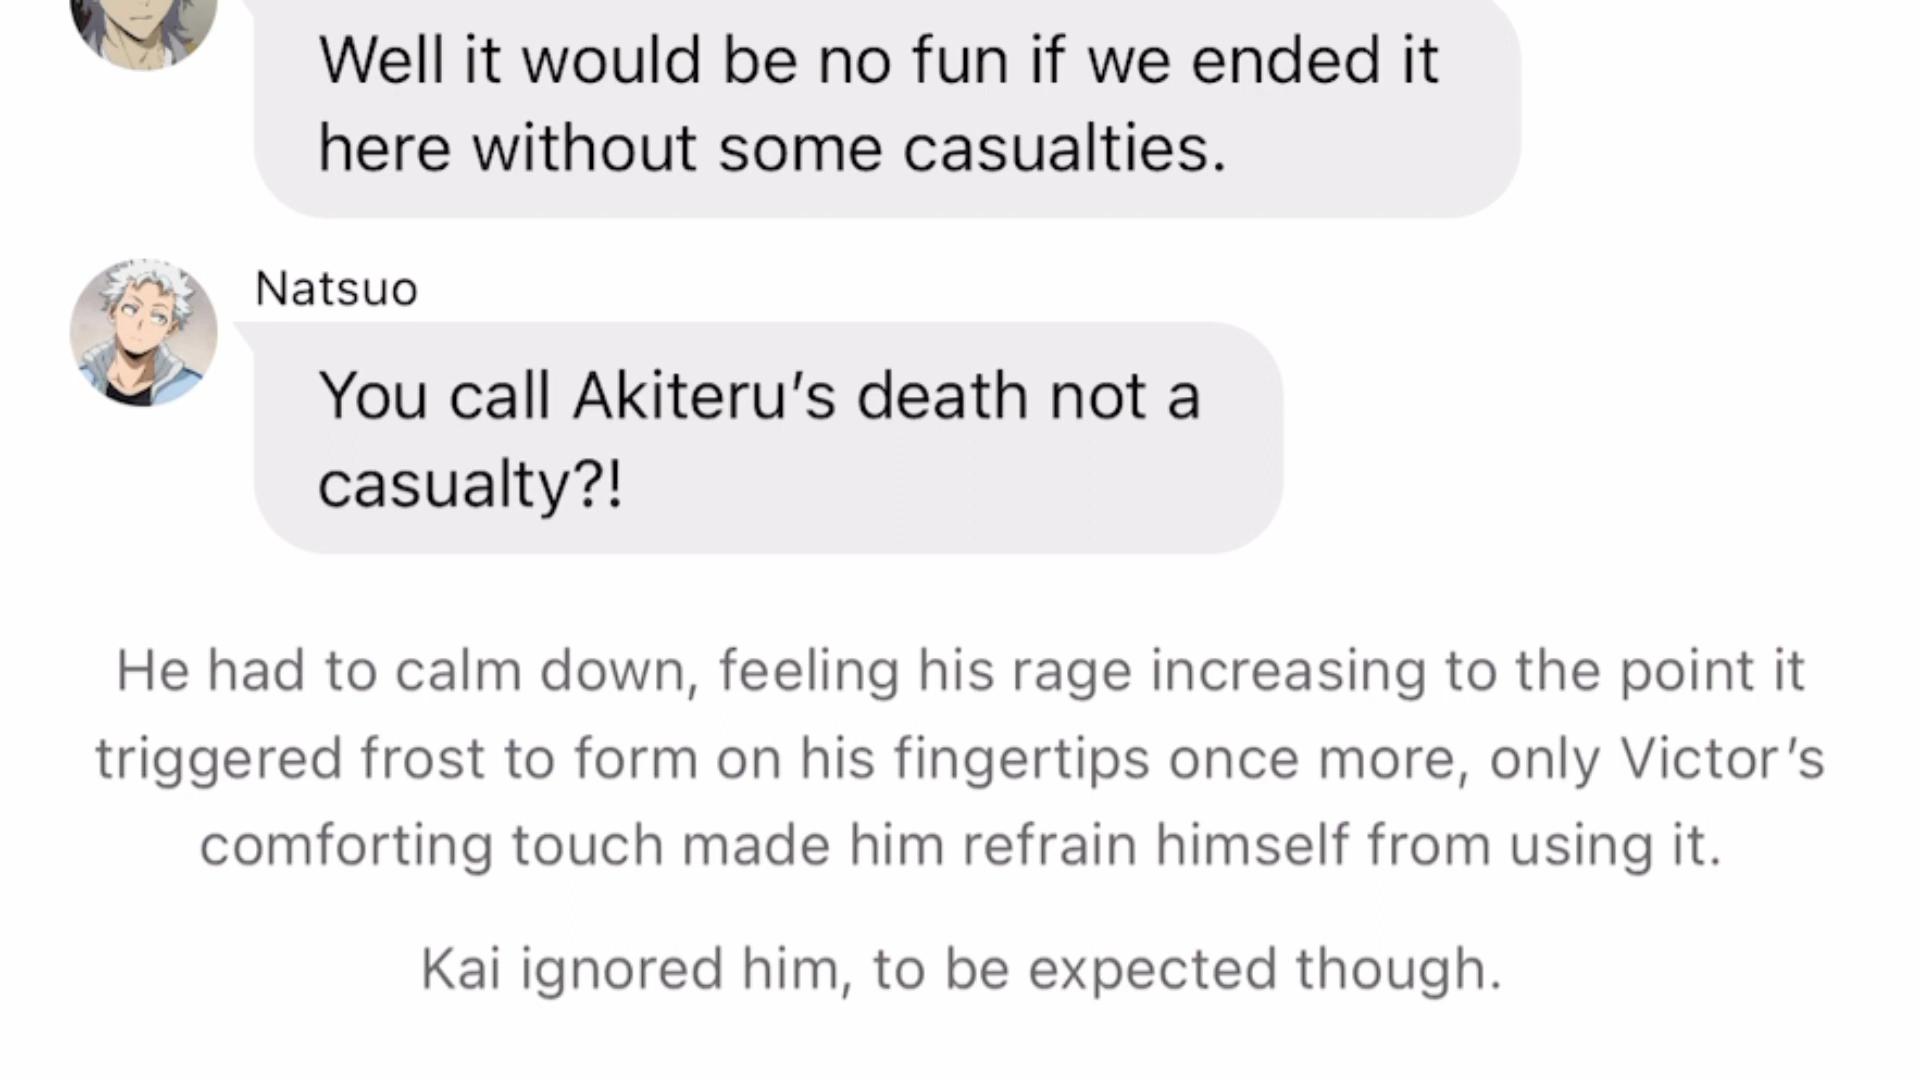 Well it would be no fun if we ended it
here without some casualties.
Natsuo
You call Akiteru’s death not a
casualty?!
He had to calm down, feeling his rage increasing to the point it
triggered frost to form on his fingertips once more, only Victor’s
comforting touch made him refrain himself from using it.
Kai ignored him, to be expected though.